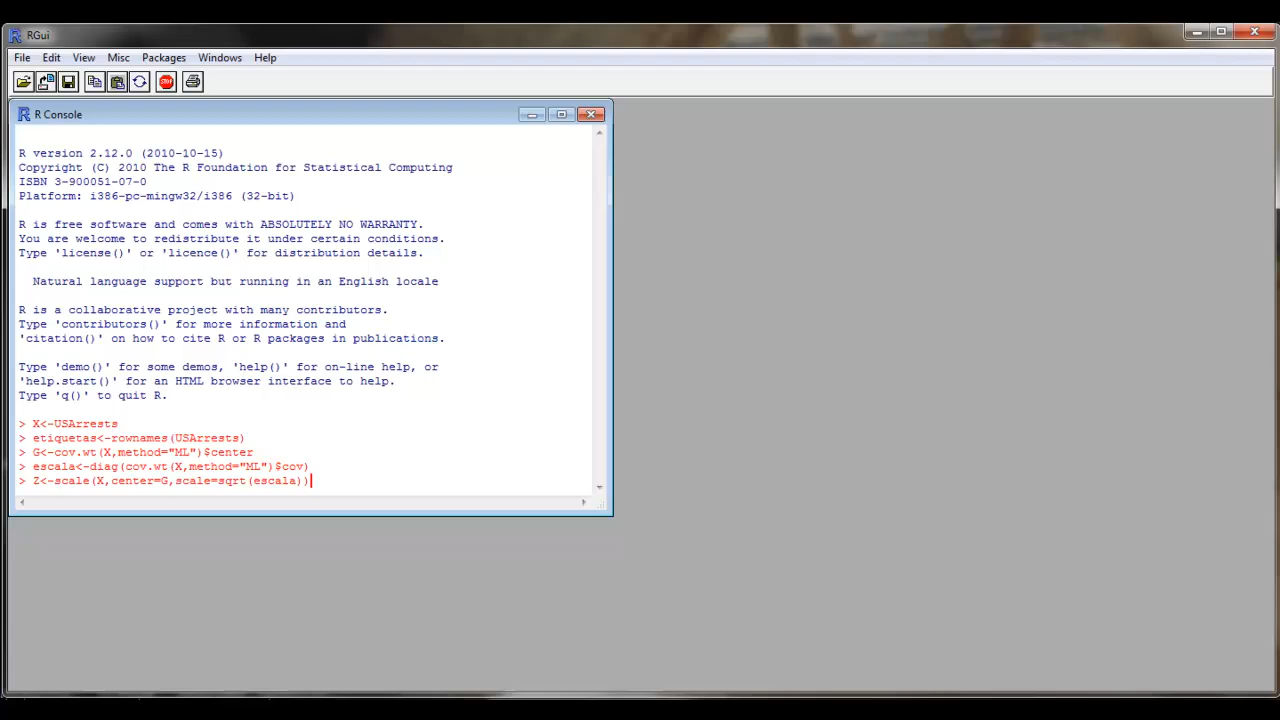 RGui
File Edit View Misc Packages Windows Help
STOP
R Console
R version 2.12.0 (2010-10-15)
Copyright (C) 2010 The R Foundation for Statistical Computing
ISBN 3-900051-07-0
Platform: i386-pc-mingw32/i386 (32-bit)
R is free software and comes with ABSOLUTELY NO WARRANTY.
You are welcome to redistribute it under certain conditions.
Type 'license()' or 'licence()' for distribution details.
Natural language support but running in an English locale
R is a collaborative project with many contributors.
Type 'contributors()' for more information and
'citation()' on how to cite R or R packages in publications.
Type 'demo()' for some demos, 'help()' for on-line help, or
'help.start()' for an HTML browser interface to help.
Type 'q()' to quit R.
> X<-USArrests
> etiquetas<-rownames(USArrests)
> G<-cov.wt(X,method="ML")$center
> escala<-diag(cov.wt(X,method="ML")$cov)
> Z<-scale(X,center=G,scale=sqrt(escala))